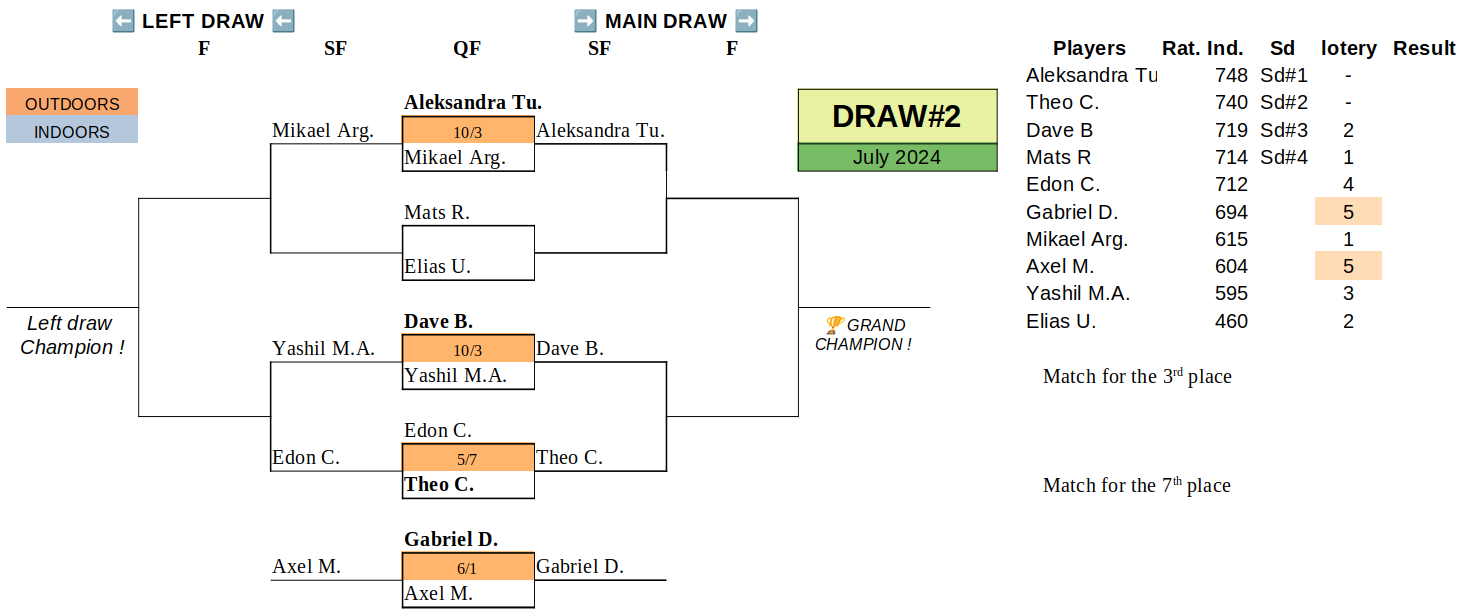 ⬅ LEFT DRAW ⬅ ➡ MAIN DRAW ➡
F SF QF SF F
Players Rat. Ind. Sd lotery Result
Aleksandra Tu 748 Sd#1 -
Theo C. 740 Sd#2 -
Dave B 719 Sd#3 2
Mats R 714 Sd#4 1
Edon C. 712 4
Gabriel D. 694 5
Mikael Arg. 615 1
Axel M. 604 5
Yashil M.A. 595 3
Elias U. 460 2
OUTDOORS
INDOORS
DRAW#2
July 2024
Aleksandra Tu.
Mikael Arg. 10/3 Aleksandra Tu.
Mikael Arg.
Mats R.
Elias U.
Left draw
Champion !
🏆GRAND
CHAMPION !
Dave B.
Yashil M.A. 10/3 Dave B.
Yashil M.A.
Match for the 3rd place
Edon C.
Edon C. 5/7 Theo C.
Theo C.
Match for the 7th place
Gabriel D.
Axel M. 6/1 Gabriel D.
Axel M.